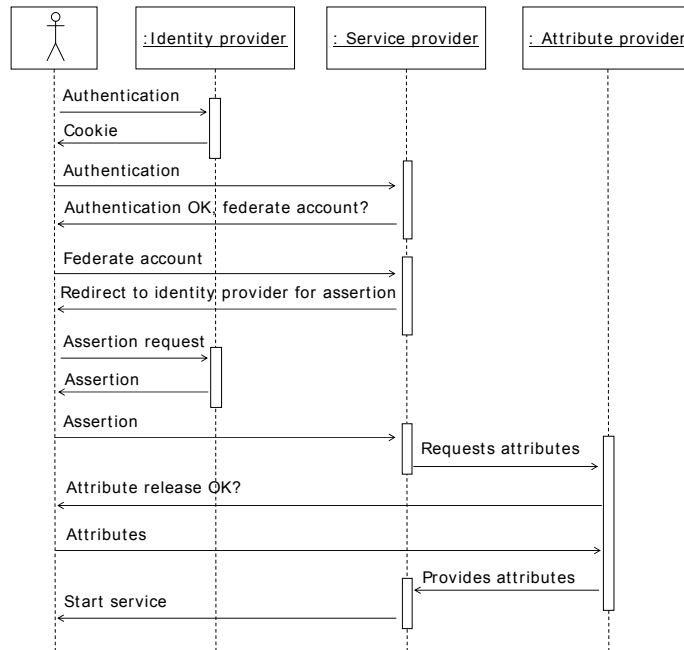 :Identity provider
: Service provider
: Attribute provider
Authentication
Cookie
Authentication
Authentication OK, federate account?
Federate account
Redirect to identity provider for assertion
Assertion request
Assertion
Assertion
Requests attributes
Attribute release OK?
Attributes
Provides attributes
Start service